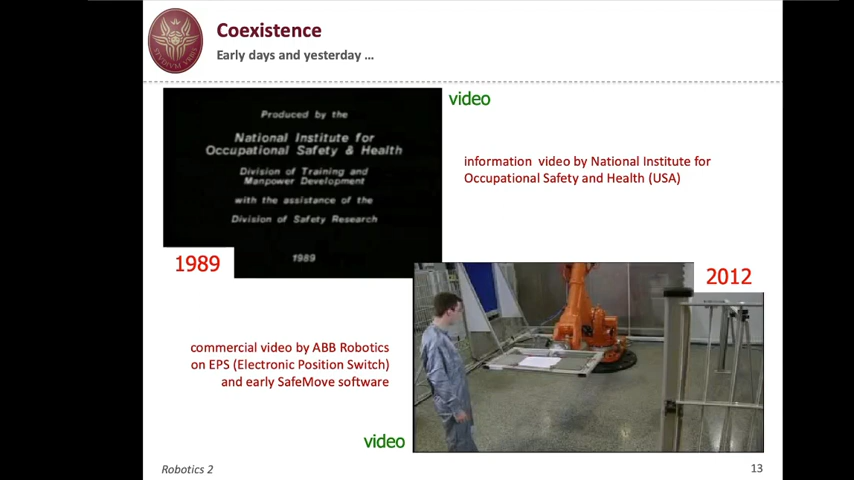 Coexistence
Early days and yesterday …
video
Produced by the
National Institute for
Occupational Safety & Health
Division of Training and
Manpower Development
with the assistance of the
Division of Safety Research
1989
information video by National Institute for
Occupational Safety and Health (USA)
1989
2012
commercial video by ABB Robotics
on EPS (Electronic Position Switch)
and early SafeMove software
video
Robotics 2
13